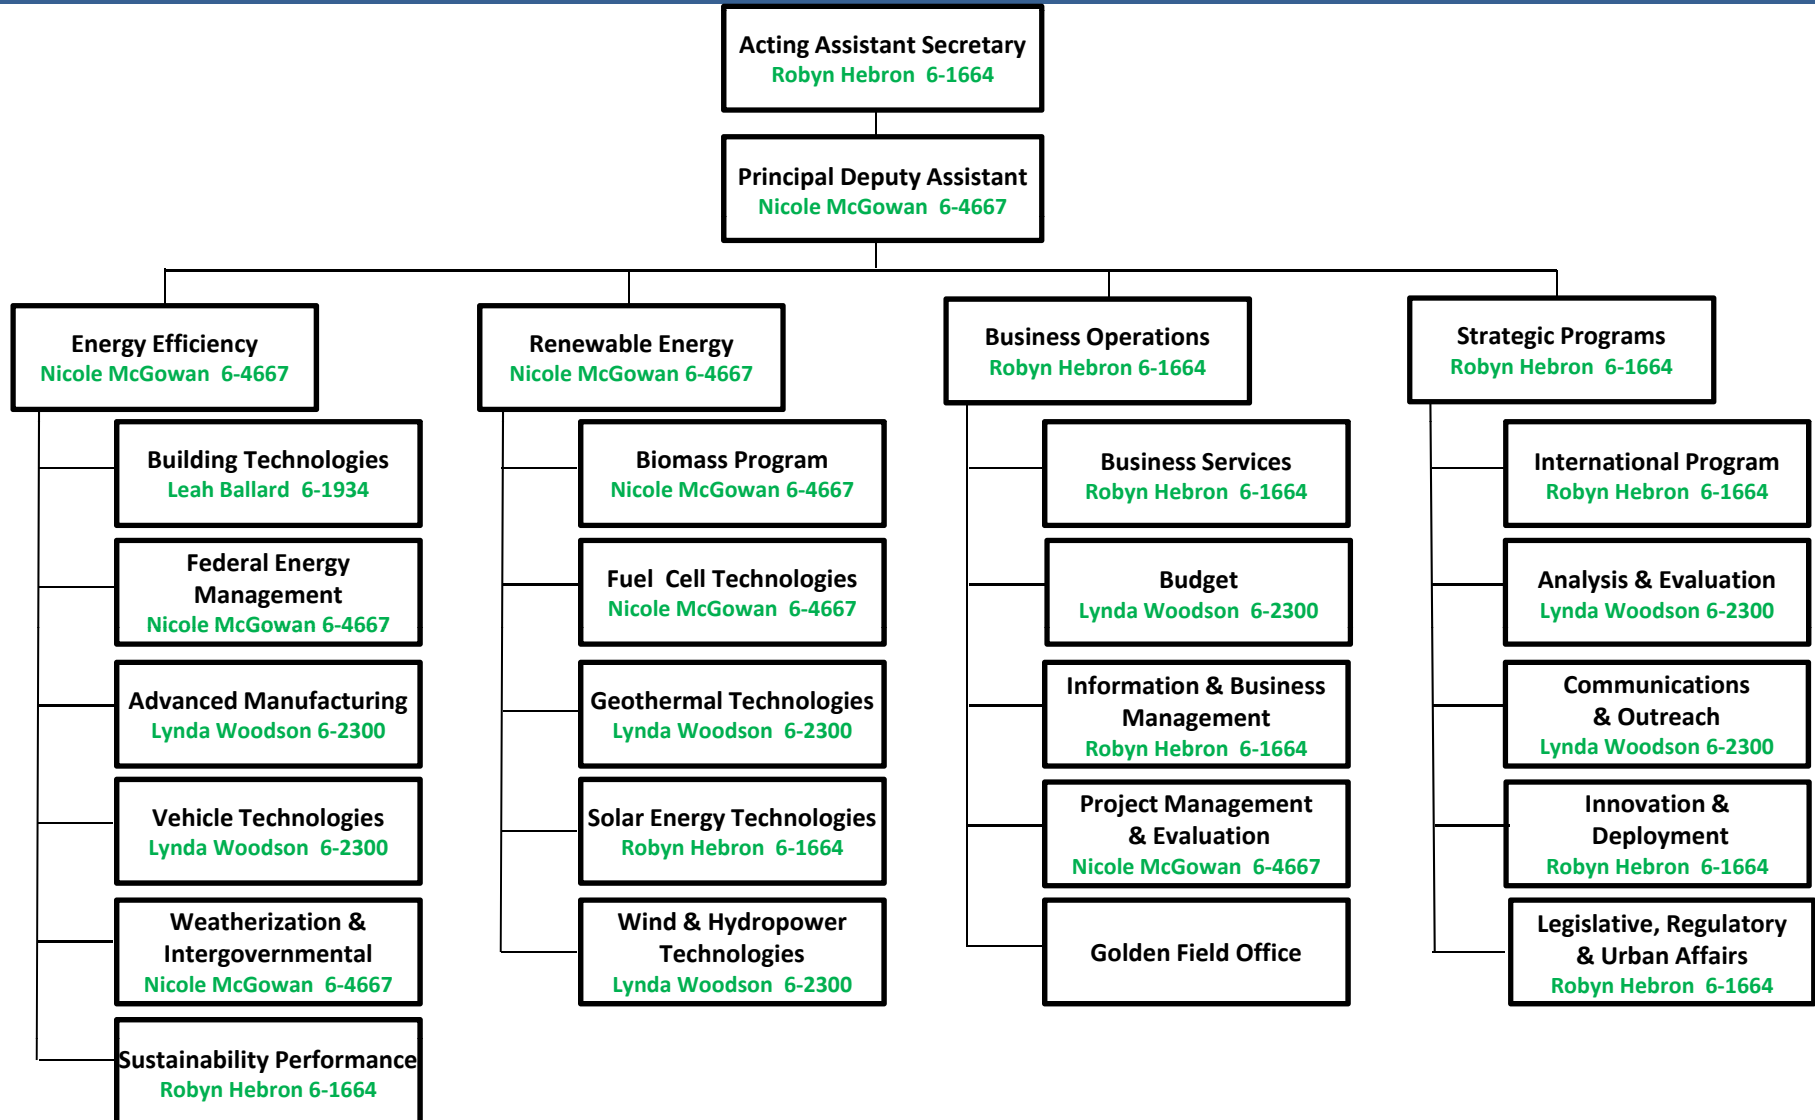 Acting Assistant Secretary
Robyn Hebron 6-1664
Principal Deputy Assistant
Nicole McGowan 6-4667
Energy Efficiency
Nicole McGowan 6-4667
Building Technologies
Leah Ballard 6-1934
Federal Energy
Management
Nicole McGowan 6-4667
Advanced Manufacturing
Lynda Woodson 6-2300
Vehicle Technologies
Lynda Woodson 6-2300
Weatherization &
Intergovernmental
Nicole McGowan 6-4667
Sustainability Performance
Robyn Hebron 6-1664
Renewable Energy
Nicole McGowan 6-4667
Biomass Program
Nicole McGowan 6-4667
Fuel Cell Technologies
Nicole McGowan 6-4667
Geothermal Technologies
Lynda Woodson 6-2300
Solar Energy Technologies
Robyn Hebron 6-1664
Wind & Hydropower
Technologies
Lynda Woodson 6-2300
Business Operations
Robyn Hebron 6-1664
Business Services
Robyn Hebron 6-1664
Budget
Lynda Woodson 6-2300
Information & Business
Management
Robyn Hebron 6-1664
Project Management
& Evaluation
Nicole McGowan 6-4667
Golden Field Office
Strategic Programs
Robyn Hebron 6-1664
International Program
Robyn Hebron 6-1664
Analysis & Evaluation
Lynda Woodson 6-2300
Communications
& Outreach
Lynda Woodson 6-2300
Innovation &
Deployment
Robyn Hebron 6-1664
Legislative, Regulatory
& Urban Affairs
Robyn Hebron 6-1664